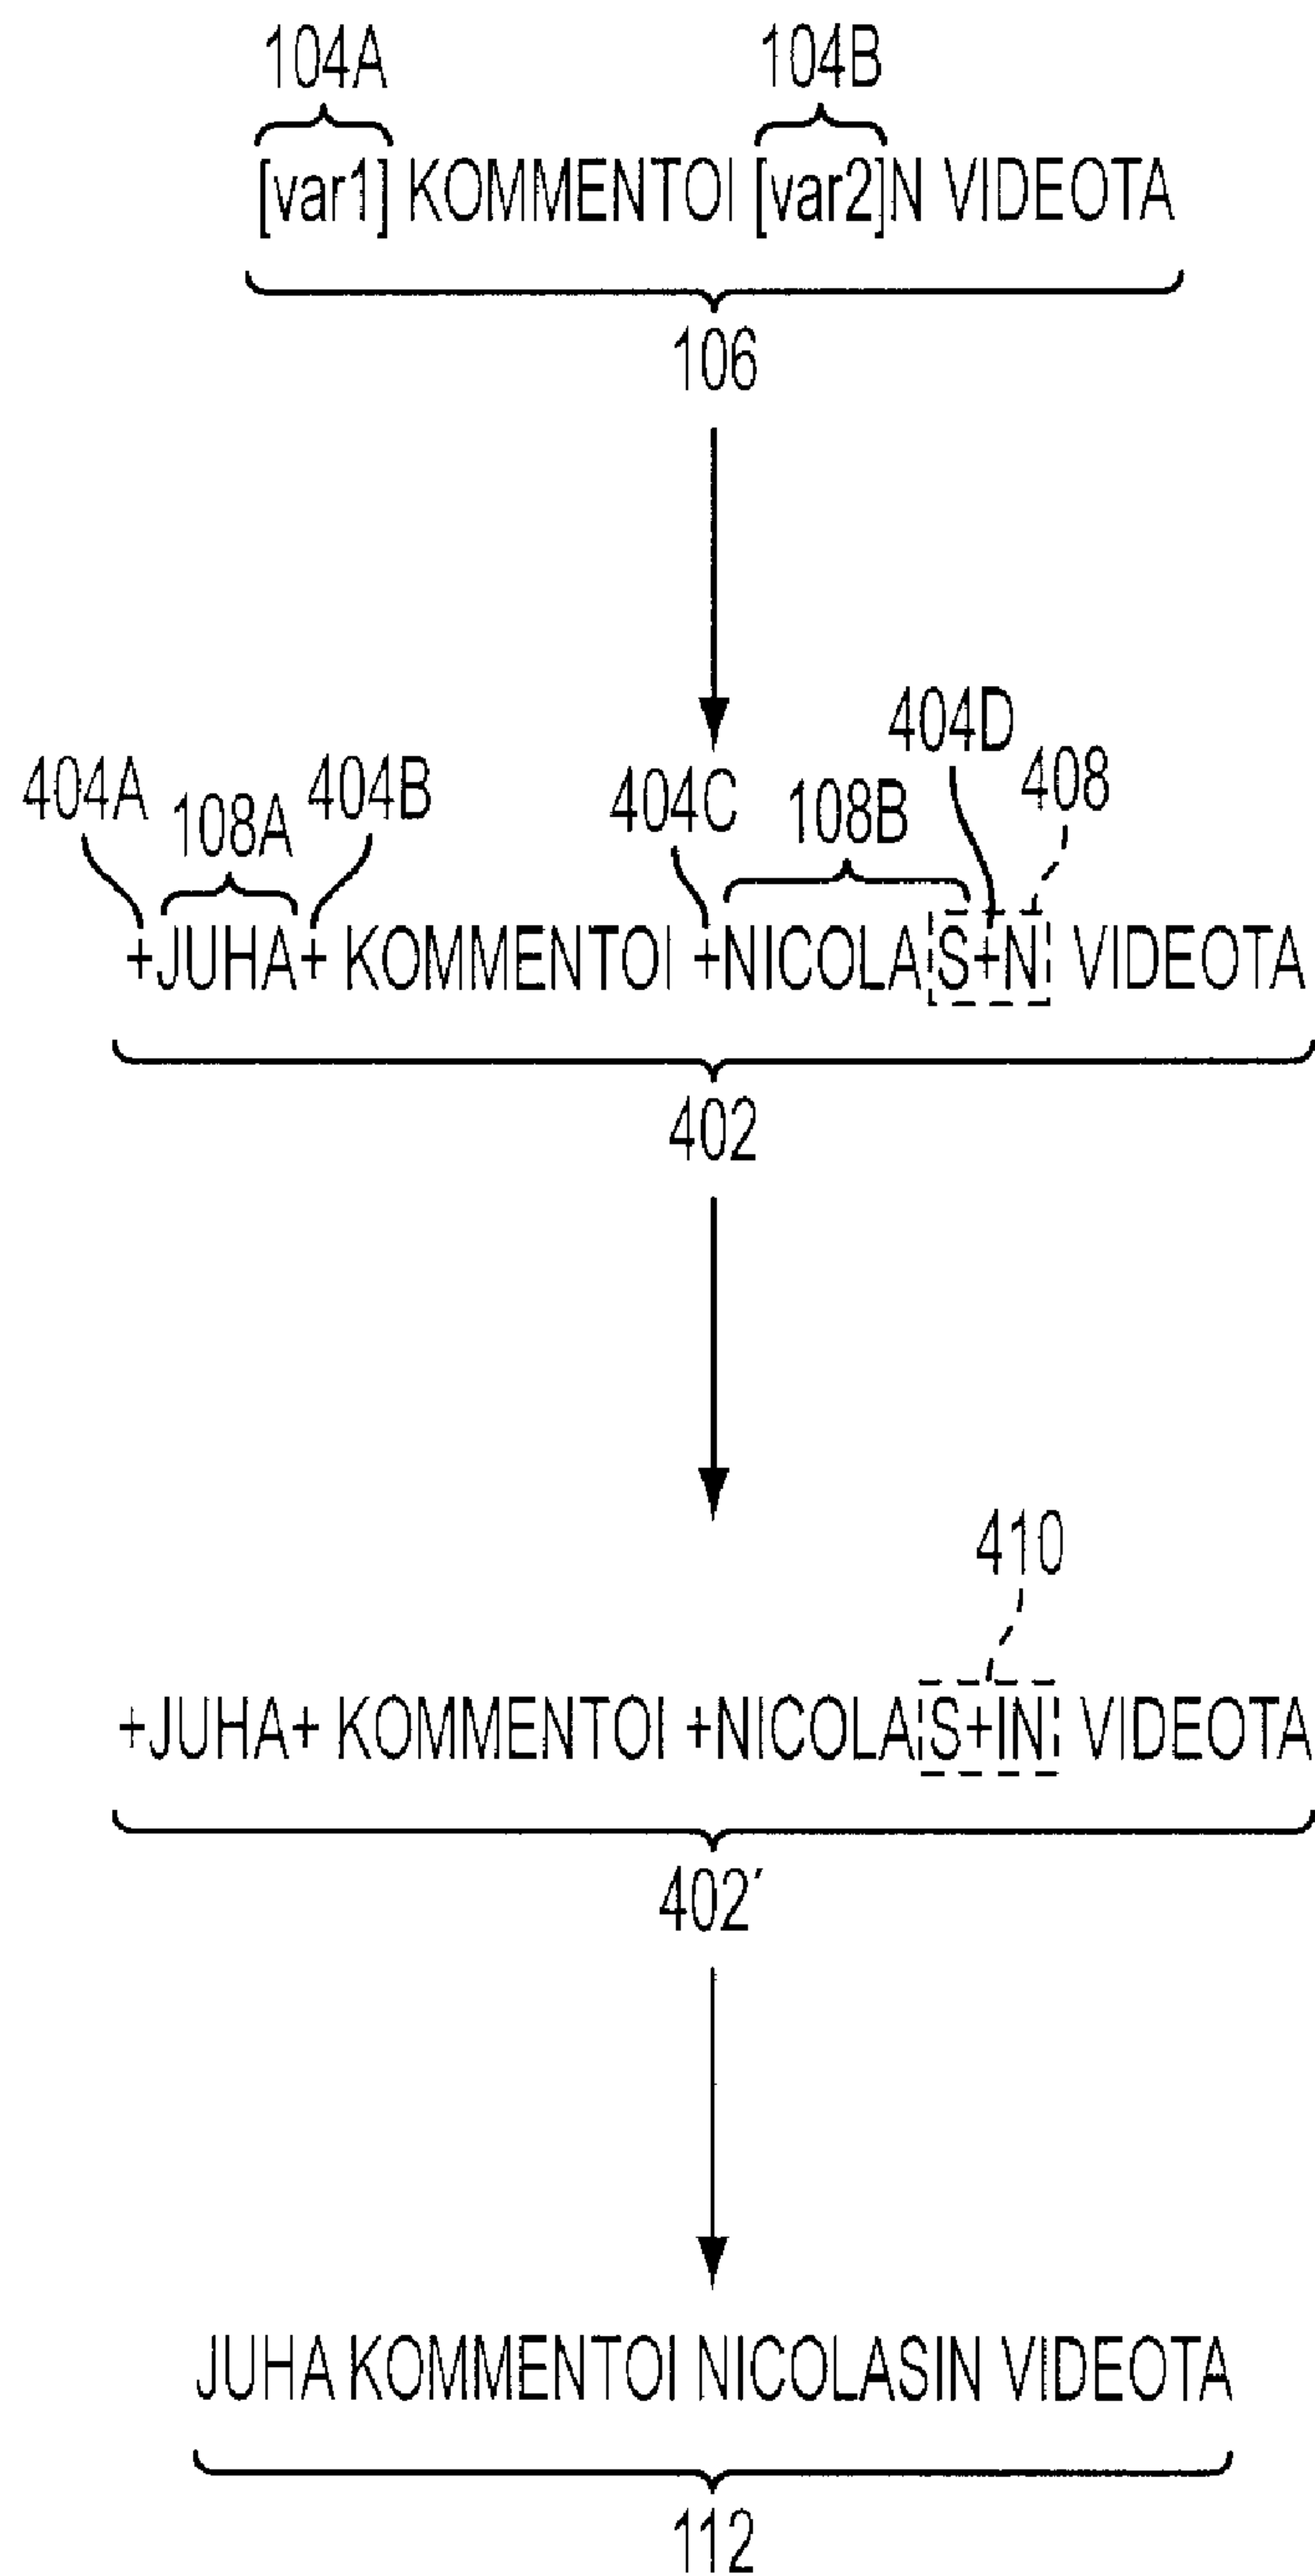 104A 104B
[var1] KOMMENTOI [var2]N VIDEOTA
106
404D
408
404A 108A 404B 404C 108B
+JUHA+ KOMMENTOI +NICOLAS+N VIDEOTA
402
410
+JUHA+ KOMMENTOI +NICOLAS+IN VIDEOTA
402´
JUHA KOMMENTOI NICOLASIN VIDEOTA
112